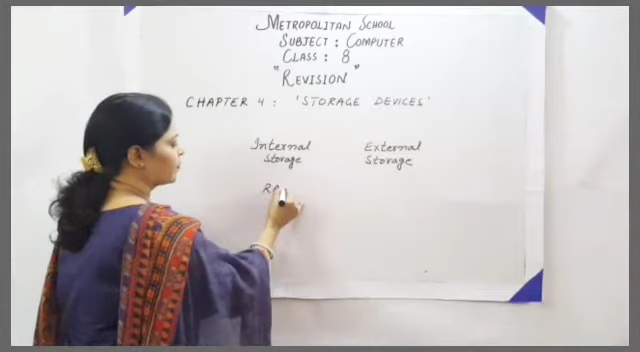 METROPOLITAN SCHOOL
SUBJECT : COMPUTER
CLASS : 8
"REVISION"
CHAPTER 4 : 'STORAGE DEVICES'
Internal Storage
External Storage